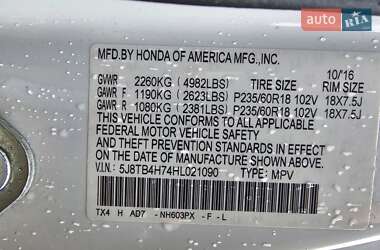 auto RIA
MFD.BY HONDA OF AMERICA MFG.,INC. 10/16
GVWR 2260KG (4982LBS) TIRE SIZE RIM SIZE
GAWR F 1190KG (2623LBS) P235/60R18 102V 18X7.5J
GAWR R 1080KG (2381LBS) P235/60R18 102V 18X7.5J
THIS VEHICLE CONFORMS TO ALL APPLICABLE
FEDERAL MOTOR VEHICLE SAFETY STANDARDS IN EFFECT ON THE
DATE OF MANUFACTURE SHOWN ABOVE.
V.I.N: 5J8TB4H74HL021090 TYPE: MPV
TX4 H AD7 - NH603PX - F - L